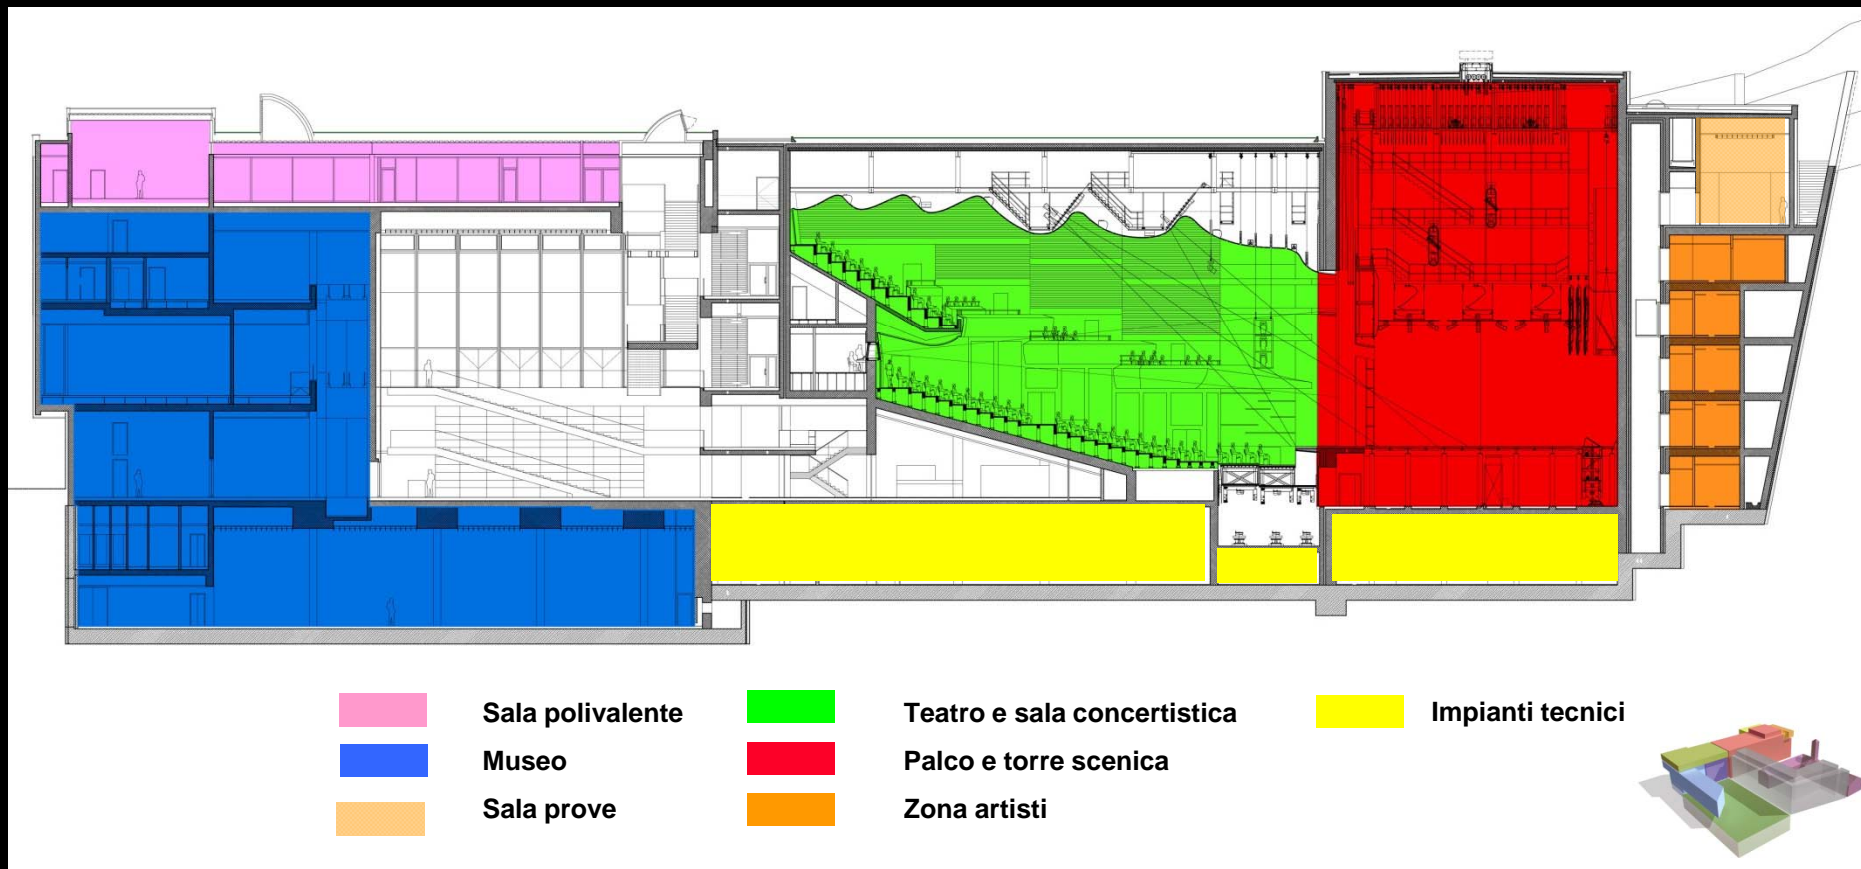 Sala polivalente
Teatro e sala concertistica
Impianti tecnici
Museo
Palco e torre scenica
Sala prove
Zona artisti